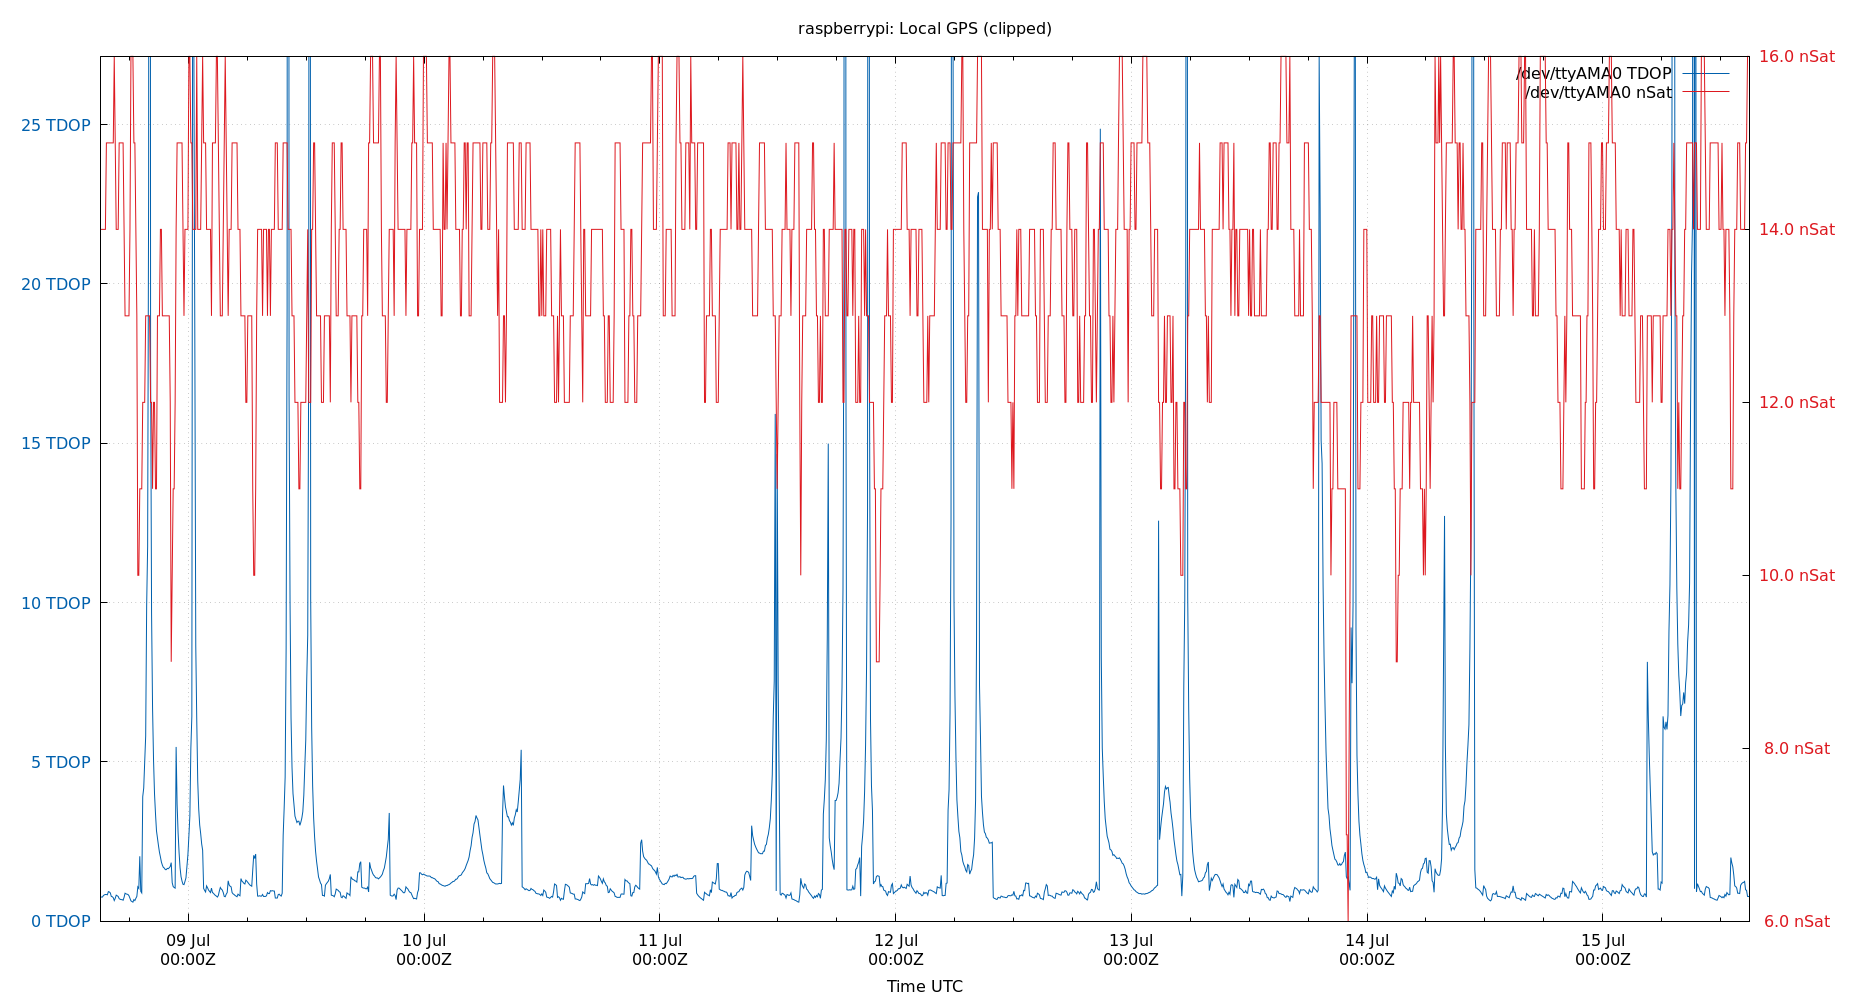 raspberrypi: Local GPS (clipped)
/dev/ttyAMA0 TDOP
/dev/ttyAMA0 nSat
25 TDOP
20 TDOP
15 TDOP
10 TDOP
5 TDOP
0 TDOP
16.0 nSat
14.0 nSat
12.0 nSat
10.0 nSat
8.0 nSat
6.0 nSat
09 Jul
00:00Z
10 Jul
00:00Z
11 Jul
00:00Z
12 Jul
00:00Z
13 Jul
00:00Z
14 Jul
00:00Z
15 Jul
00:00Z
Time UTC